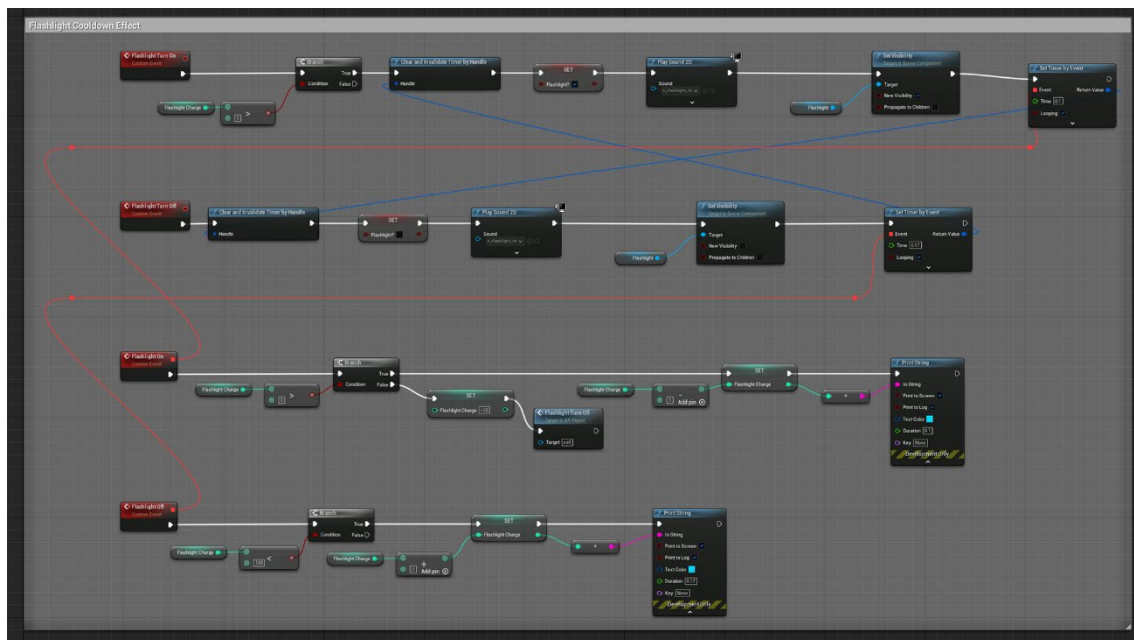 Flashlight Cooldown Effect
Flashlight Turn On
Custom Event
Branch
True
Condition
False
Flashlight Charge
>
Clear and Invalidate Timer by Handle
Handle
SET
Flashlight?
Play Sound 2D
Sound
Set Visibility
Target is Scene Component
Target
New Visibility
Propagate to Children
Flashlight
Set Timer by Event
Event
Return Value
Time 0.1
Looping
Flashlight Turn Off
Custom Event
Clear and Invalidate Timer by Handle
Handle
SET
Flashlight?
Play Sound 2D
Sound
Set Visibility
Target is Scene Component
Target
New Visibility
Propagate to Children
Flashlight
Set Timer by Event
Event
Return Value
Time 0.17
Looping
Flashlight On
Custom Event
Branch
True
Condition
False
Flashlight Charge
>
SET
Flashlight Charge
Flashlight Turn Off
Target self
Flashlight Charge
-
Add pin
SET
Flashlight Charge
Print String
In String
Print to Screen
Print to Log
Text Color
Duration 0.1
Key None
Development Only
Flashlight Off
Custom Event
Branch
True
Condition
False
Flashlight Charge
<
100
Flashlight Charge
+
Add pin
SET
Flashlight Charge
Print String
In String
Print to Screen
Print to Log
Text Color
Duration 0.17
Key None
Development Only